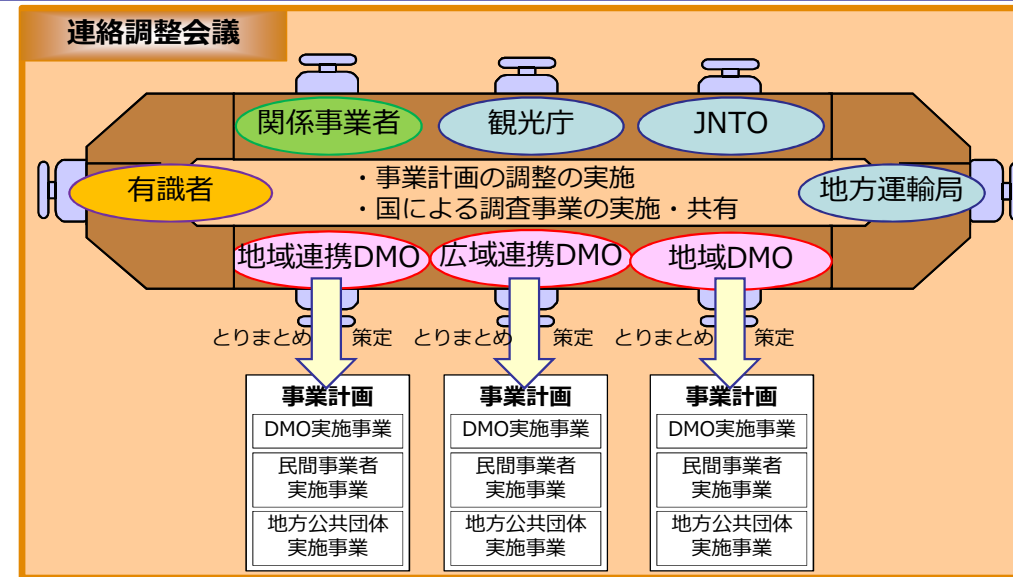 連絡調整会議
関係事業者
観光庁
JNTO
有識者
・事業計画の調整の実施
・国による調査事業の実施・共有
地方運輸局
地域連携DMO
広域連携DMO
地域DMO
とりまとめ 策定
とりまとめ 策定
とりまとめ 策定
事業計画
DMO実施事業
民間事業者
実施事業
地方公共団体
実施事業
事業計画
DMO実施事業
民間事業者
実施事業
地方公共団体
実施事業
事業計画
DMO実施事業
民間事業者
実施事業
地方公共団体
実施事業